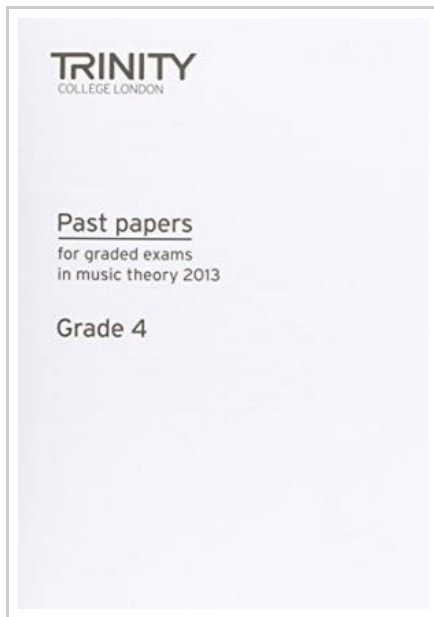 TRINITY
COLLEGE LONDON
Past papers
for graded exams
in music theory 2013
Grade 4